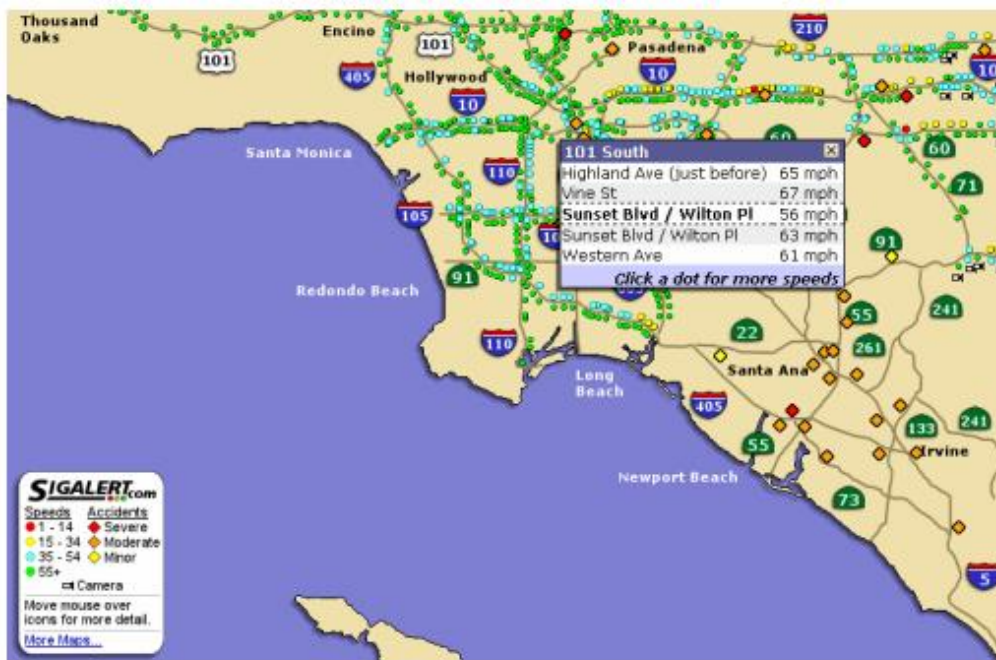 Thousand
Oaks
Encino
101
101
405
Hollywood
10
Pasadena
10
210
10
Santa Monica
110
105
10
60
60
71
101 South
Highland Ave (just before) 65 mph
Vine St 67 mph
Sunset Blvd / Wilton Pl 56 mph
Sunset Blvd / Wilton Pl 63 mph
Western Ave 61 mph
Click a dot for more speeds
91
91
Redondo Beach
110
Long
Beach
22
55
261
241
Santa Ana
405
55
133
241
Irvine
Newport Beach
73
5
SIGALERT.com
Speeds Accidents
1 - 14 Severe
15 - 34 Moderate
35 - 54 Minor
55+
Camera
Move mouse over
icons for more detail.
More Maps...